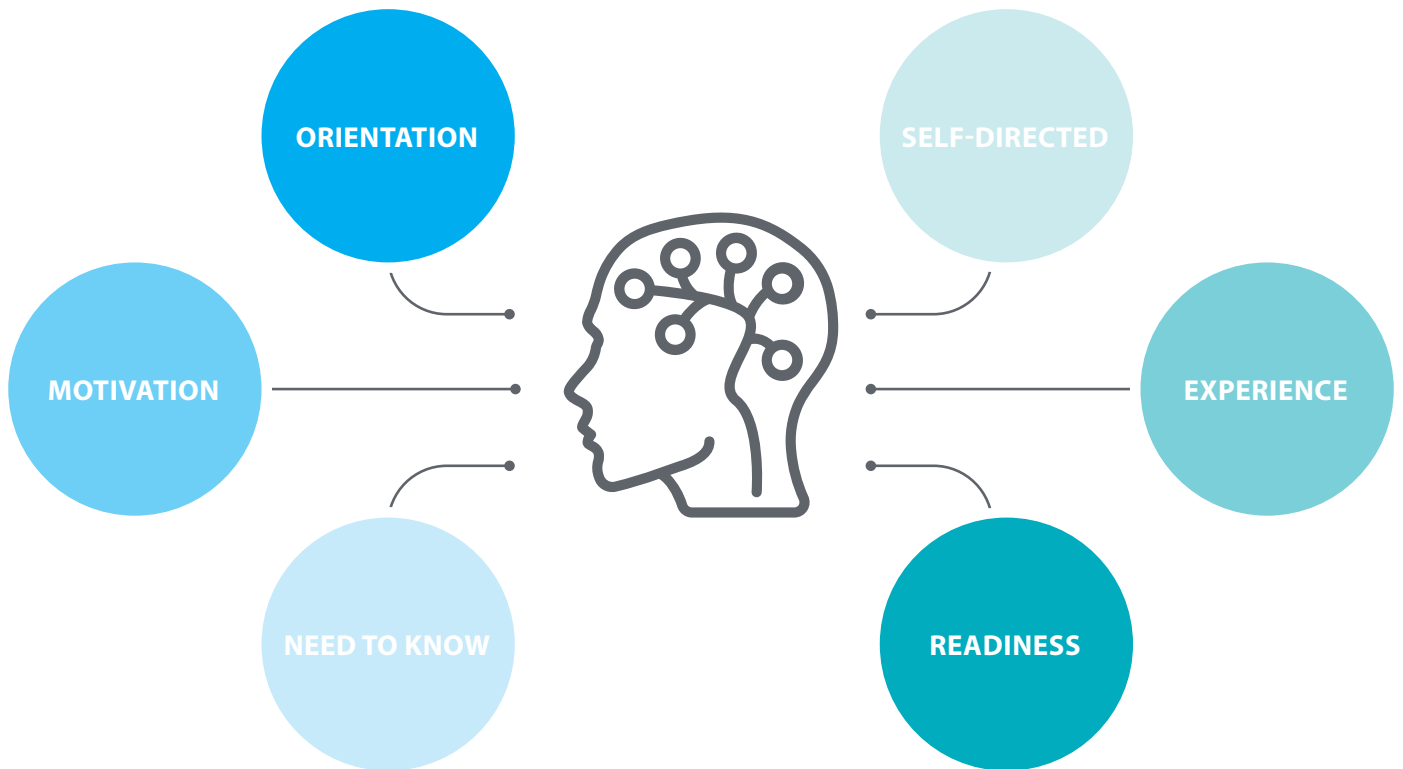 ORIENTATION
SELF-DIRECTED
MOTIVATION
EXPERIENCE
NEED TO KNOW
READINESS